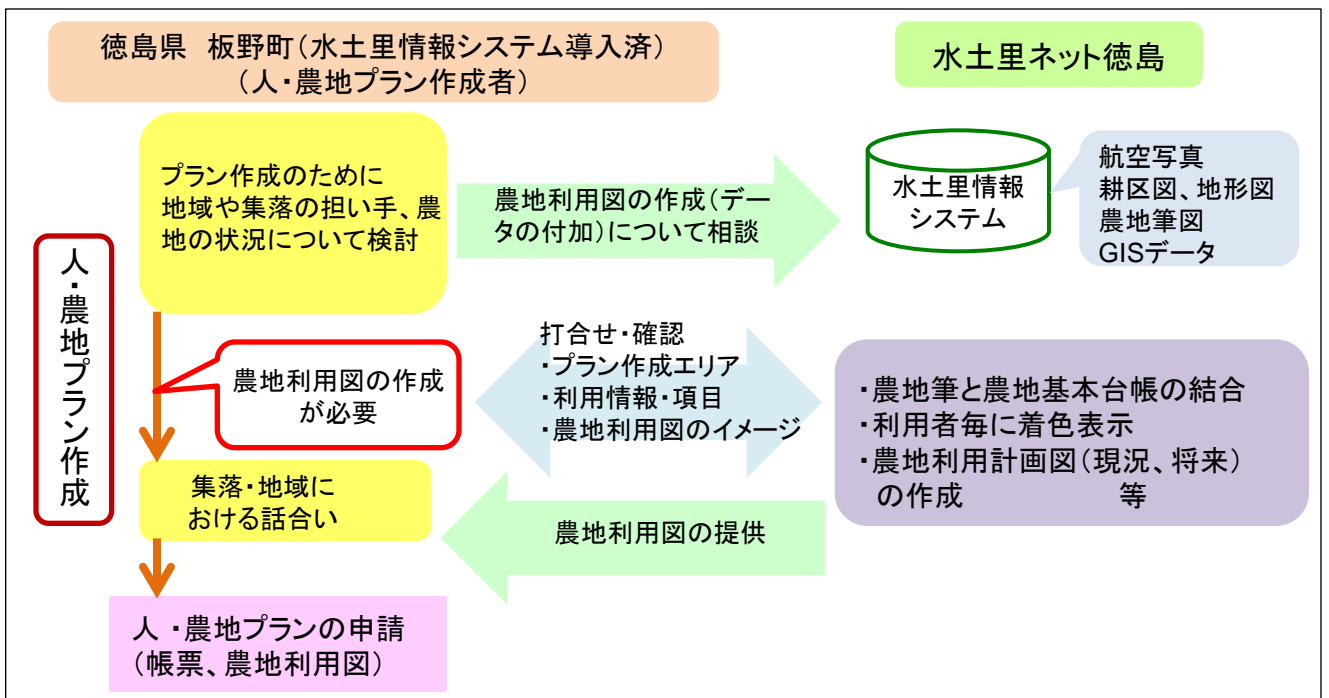 徳島県 板野町(水土里情報システム導入済)
(人・農地プラン作成者)
水土里ネット徳島
人・農地プラン作成
プラン作成のために
地域や集落の担い手、農
地の状況について検討
農地利用図の作成(デー
タの付加)について相談
水土里情報
システム
航空写真
耕区図、地形図
農地筆図
GISデータ
農地利用図の作成
が必要
打合せ・確認
・プラン作成エリア
・利用情報・項目
・農地利用図のイメージ
・農地筆と農地基本台帳の結合
・利用者毎に着色表示
・農地利用計画図(現況、将来)
の作成 等
集落・地域に
おける話合い
農地利用図の提供
人 ・農地プランの申請
(帳票、農地利用図)